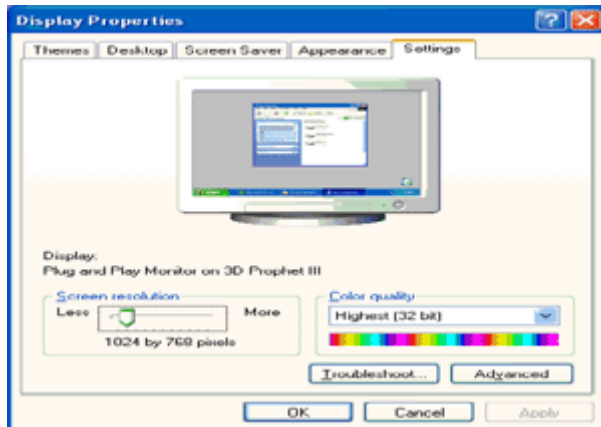 Display Properties
Themes Desktop Screen Saver Appearance Settings
Display:
Plug and Play Monitor on 3D Prophet III
Screen resolution
Less More
1024 by 768 pixels
Color quality
Highest (32 bit)
Troubleshoot... Advanced
OK Cancel Apply